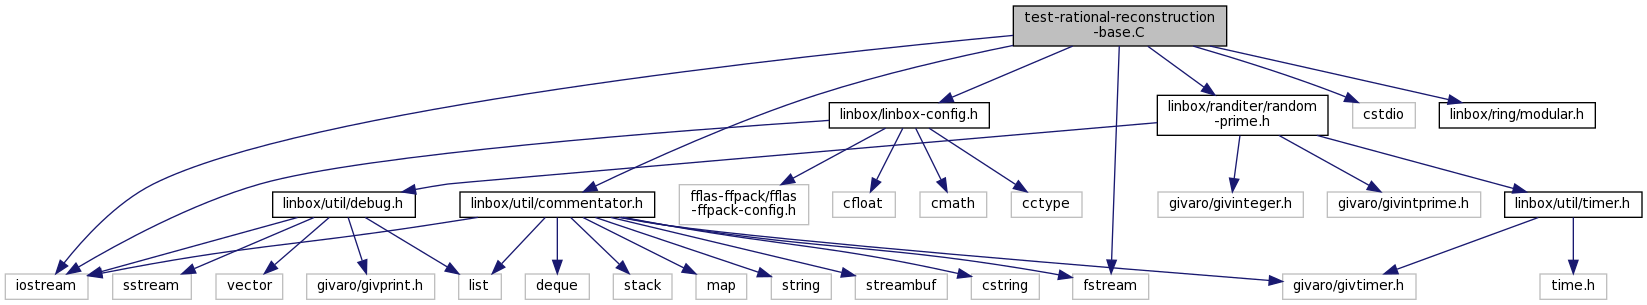 test-rational-reconstruction
-base.C
linbox/linbox-config.h
linbox/randiter/random
-prime.h
cstdio
linbox/ring/modular.h
linbox/util/debug.h
linbox/util/commentator.h
fflas-ffpack/fflas
-ffpack-config.h
cfloat
cmath
cctype
givaro/givinteger.h
givaro/givintprime.h
linbox/util/timer.h
iostream
sstream
vector
givaro/givprint.h
list
deque
stack
map
string
streambuf
cstring
fstream
givaro/givtimer.h
time.h